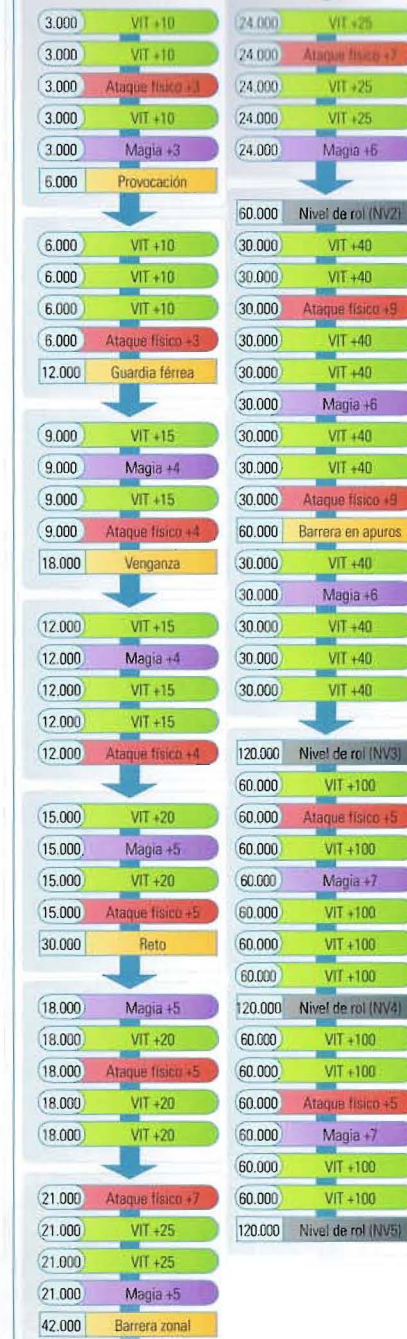 3.000 VIT +10
3.000 VIT +10
3.000 Ataque físico +3
3.000 VIT +10
3.000 Magia +3
6.000 Provocación
6.000 VIT +10
6.000 VIT +10
6.000 VIT +10
6.000 Ataque físico +3
12.000 Guardia férrea
9.000 VIT +15
9.000 Magia +4
9.000 VIT +15
9.000 Ataque físico +4
18.000 Venganza
12.000 VIT +15
12.000 Magia +4
12.000 VIT +15
12.000 VIT +15
12.000 Ataque físico +4
15.000 VIT +20
15.000 Magia +5
15.000 VIT +20
15.000 Ataque físico +5
30.000 Reto
18.000 Magia +5
18.000 VIT +20
18.000 Ataque físico +5
18.000 VIT +20
18.000 VIT +20
21.000 Ataque físico +7
21.000 VIT +25
21.000 VIT +25
21.000 Magia +5
42.000 Barrera zonal
24.000 VIT +25
24.000 Ataque físico +7
24.000 VIT +25
24.000 VIT +25
24.000 Magia +6
60.000 Nivel de rol (NV2)
30.000 VIT +40
30.000 VIT +40
30.000 Ataque físico +9
30.000 VIT +40
30.000 VIT +40
30.000 Magia +6
30.000 VIT +40
30.000 VIT +40
30.000 Ataque físico +9
60.000 Barrera en apuros
30.000 VIT +40
30.000 Magia +6
30.000 VIT +40
30.000 VIT +40
30.000 VIT +40
120.000 Nivel de rol (NV3)
60.000 VIT +100
60.000 Ataque físico +5
60.000 VIT +100
60.000 Magia +7
60.000 VIT +100
60.000 VIT +100
60.000 VIT +100
120.000 Nivel de rol (NV4)
60.000 VIT +100
60.000 VIT +100
60.000 Ataque físico +5
60.000 Magia +7
60.000 VIT +100
60.000 VIT +100
120.000 Nivel de rol (NV5)